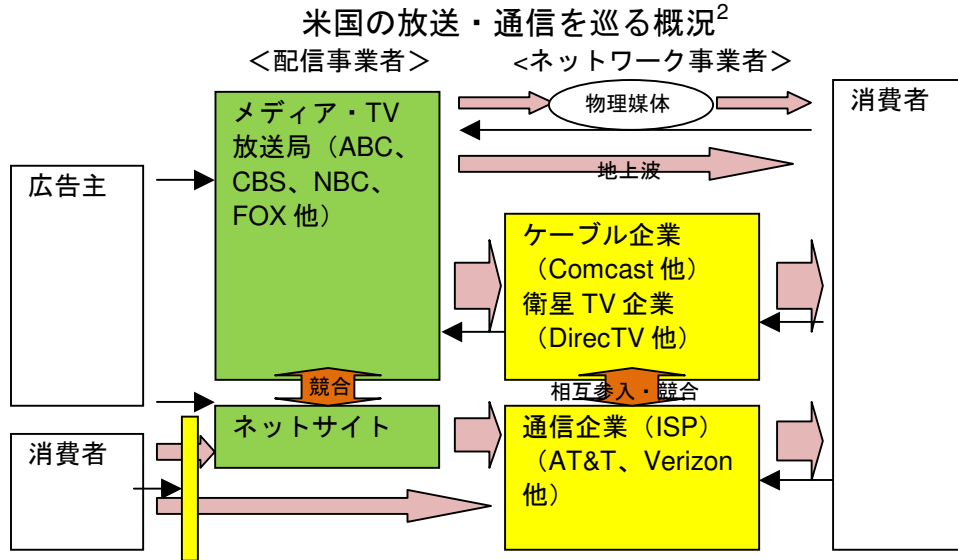 米国の放送・通信を巡る概況2
＜配信事業者＞
<ネットワーク事業者＞
メディア・TV
放送局（ABC、
CBS、NBC、
FOX 他）
物理媒体
消費者
地上波
広告主
ケーブル企業
（Comcast 他）
衛星 TV 企業
（DirecTV 他）
競合
相互参入・競合
ネットサイト
通信企業（ISP）
（AT&T、Verizon
他）
消費者